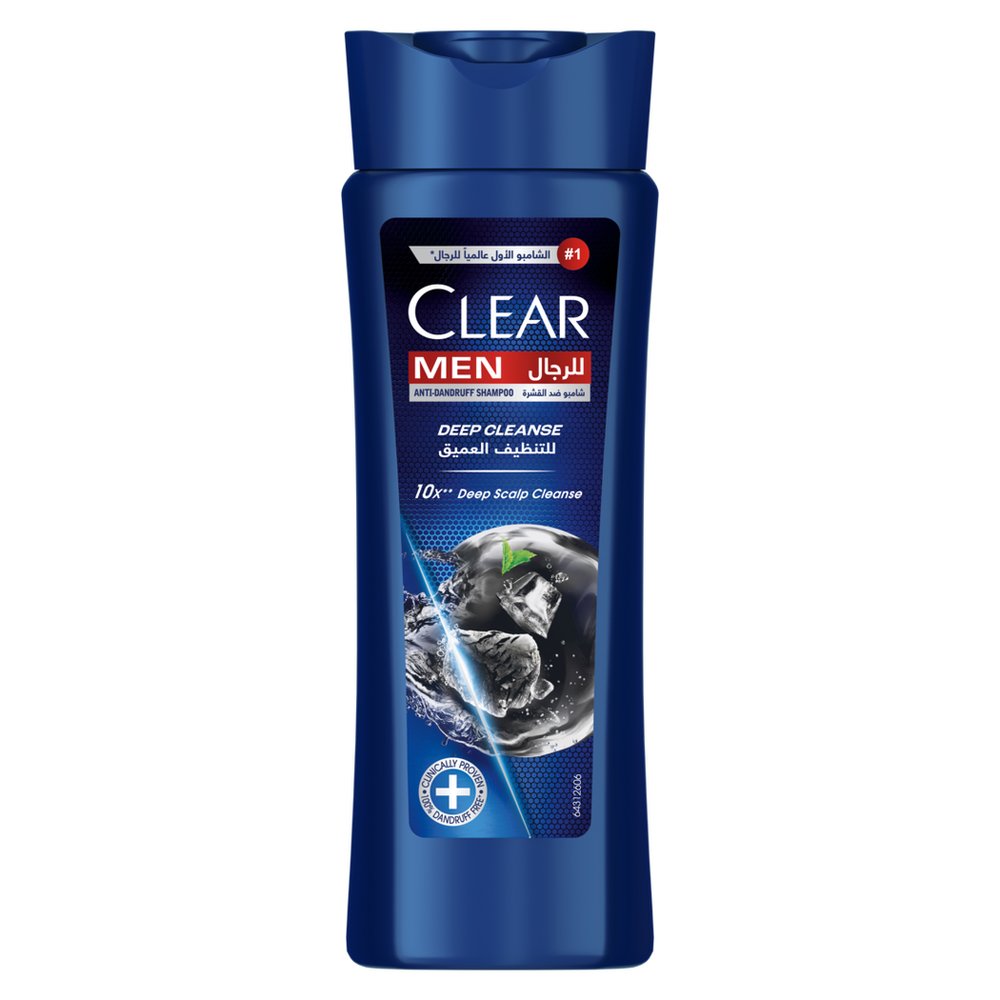 #1 الشامبو الأول عالمياً للرجال*
CLEAR
MEN للرجال
ANTI-DANDRUFF SHAMPOO شامبو ضد القشرة
DEEP CLEANSE
للتنظيف العميق
10x** Deep Scalp Cleanse
CLINICALLY PROVEN
100% DANDRUFF FREE*
64312606